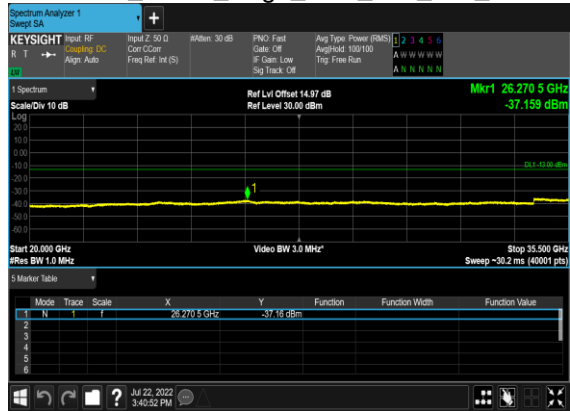 Spectrum Analyzer 1
Swept SA
+
KEYSIGHT Input: RF Input Z: 50 Ω #Atten: 30 dB PNO: Fast Avg Type: Power (RMS) 1 2 3 4 5 6
R T Coupling: DC Corr CCorr Gate: Off Avg|Hold: 100/100 A W W W W W
Align: Auto Freq Ref: Int (S) IF Gain: Low Trig: Free Run A N N N N N
LV Sig Track: Off
1 Spectrum Ref Lvl Offset 14.97 dB Mkr1 26.270 5 GHz
Scale/Div 10 dB Ref Level 30.00 dBm -37.159 dBm
Log
20.0
10.0
0.00
-10.0 DL1 -13.00 dBm
-20.0
-30.0 1
-40.0
-50.0
-60.0
Start 20.000 GHz Video BW 3.0 MHz* Stop 35.500 GHz
#Res BW 1.0 MHz Sweep ~30.2 ms (40001 pts)
5 Marker Table
Mode Trace Scale X Y Function Function Width Function Value
1 N 1 f 26.270 5 GHz -37.16 dBm
2
3
4
5
6
? Jul 22, 2022
3:40:52 PM